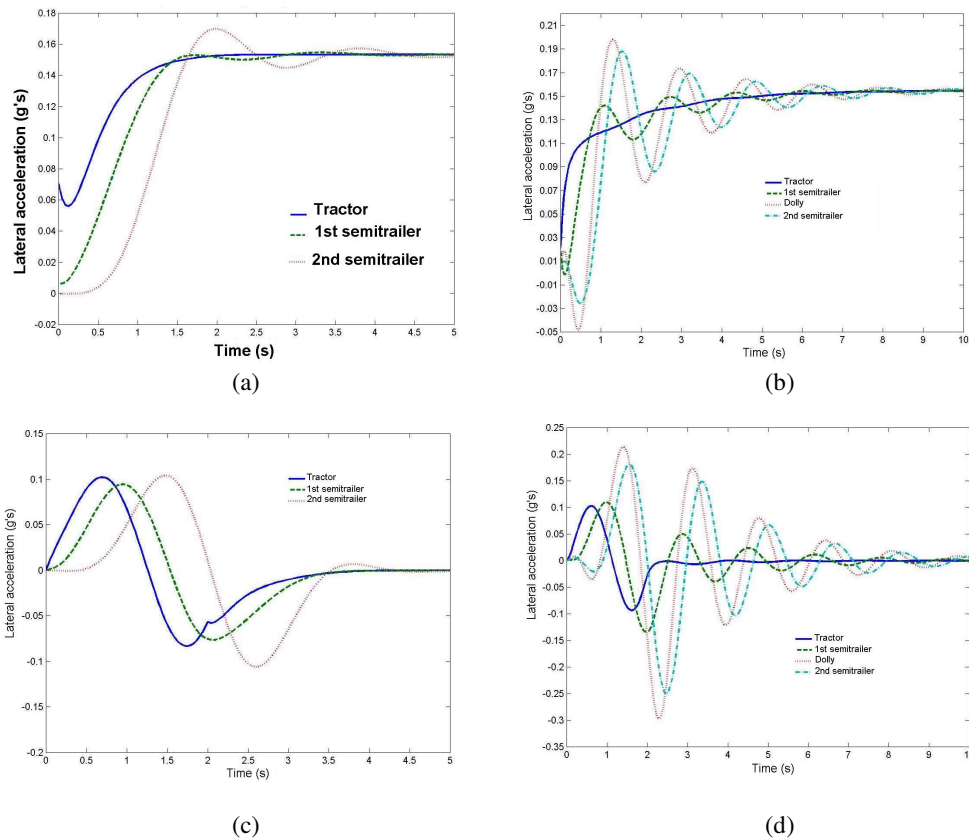 0.18
0.16
0.14
0.12
0.1
0.08
0.06
0.04
0.02
0
-0.02
0 0.5 1 1.5 2 2.5 3 3.5 4 4.5 5
Lateral acceleration (g's)
Time (s)
Tractor
1st semitrailer
2nd semitrailer
(a)
0.21
0.19
0.17
0.15
0.13
0.11
0.09
0.07
0.05
0.03
0.01
-0.01
-0.03
-0.05
0 1 2 3 4 5 6 7 8 9 10
Lateral acceleration (g's)
Time (s)
Tractor
1st semitrailer
Dolly
2nd semitrailer
(b)
0.15
0.1
0.05
0
-0.05
-0.1
-0.2
0 0.5 1 1.5 2 2.5 3 3.5 4 4.5 5
Lateral acceleration (g's)
Time (s)
Tractor
1st semitrailer
2nd semitrailer
(c)
0.25
0.2
0.15
0.1
0.05
0
-0.05
-0.1
-0.15
-0.2
-0.25
-0.3
-0.35
0 1 2 3 4 5 6 7 8 9 10
Lateral acceleration (g's)
Time (s)
Tractor
1st semitrailer
Dolly
2nd semitrailer
(d)